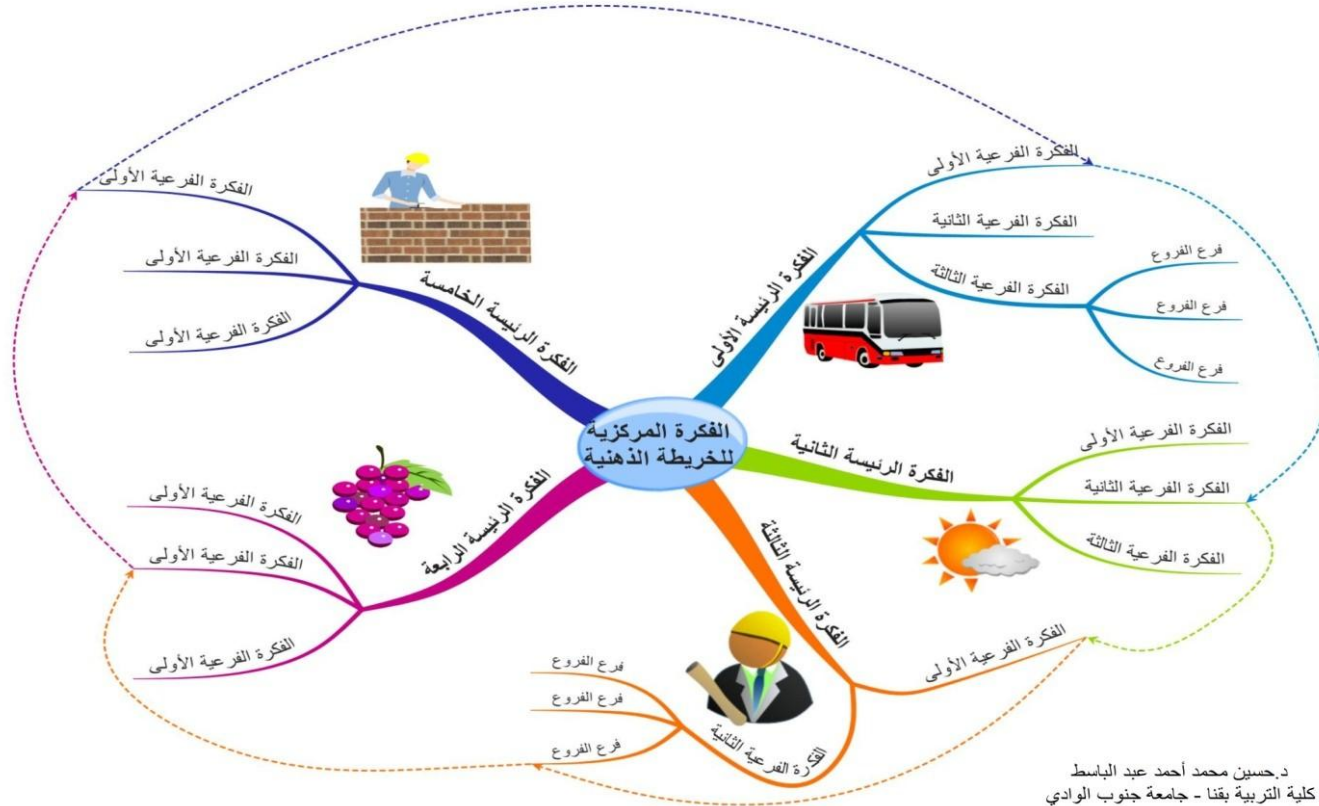 الفكرة المركزية
للخريطة الذهنية
الفكرة الرئيسة الأولى
الفكرة الفرعية الأولى
الفكرة الفرعية الثانية
الفكرة الفرعية الثالثة
فرع الفروع
فرع الفروع
فرع الفروع
الفكرة الرئيسة الثانية
الفكرة الفرعية الأولى
الفكرة الفرعية الثانية
الفكرة الفرعية الثالثة
الفكرة الرئيسة الثالثة
الفكرة الفرعية الأولى
الفكرة الفرعية الثانية
فرع الفروع
فرع الفروع
فرع الفروع
الفكرة الرئيسة الرابعة
الفكرة الفرعية الأولى
الفكرة الفرعية الأولى
الفكرة الفرعية الأولى
الفكرة الرئيسة الخامسة
الفكرة الفرعية الأولى
الفكرة الفرعية الأولى
الفكرة الفرعية الأولى
د.حسين محمد أحمد عبد الباسط
كلية التربية بقنا - جامعة جنوب الوادي